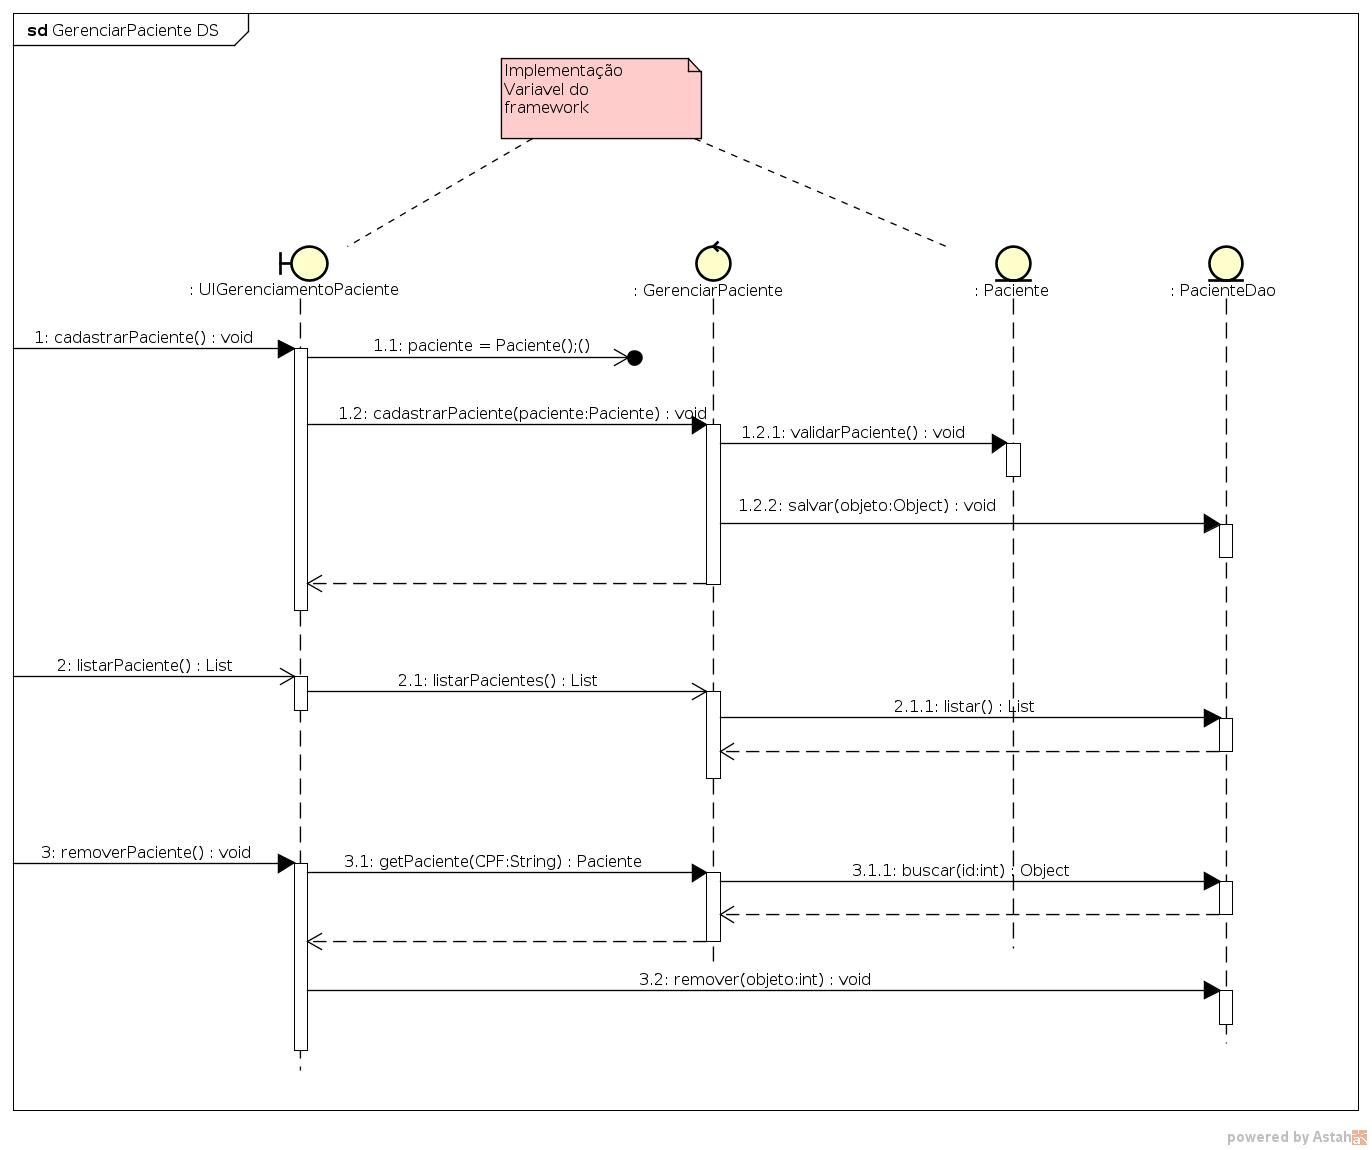 sd GerenciarPaciente DS
Implementação
Variavel do
framework
: UIGerenciamentoPaciente
: GerenciarPaciente
: Paciente
: PacienteDao
1: cadastrarPaciente() : void
1.1: paciente = Paciente();()
1.2: cadastrarPaciente(paciente:Paciente) : void
1.2.1: validarPaciente() : void
1.2.2: salvar(objeto:Object) : void
2: listarPaciente() : List
2.1: listarPacientes() : List
2.1.1: listar() : List
3: removerPaciente() : void
3.1: getPaciente(CPF:String) : Paciente
3.1.1: buscar(id:int) : Object
3.2: remover(objeto:int) : void
powered by Astah